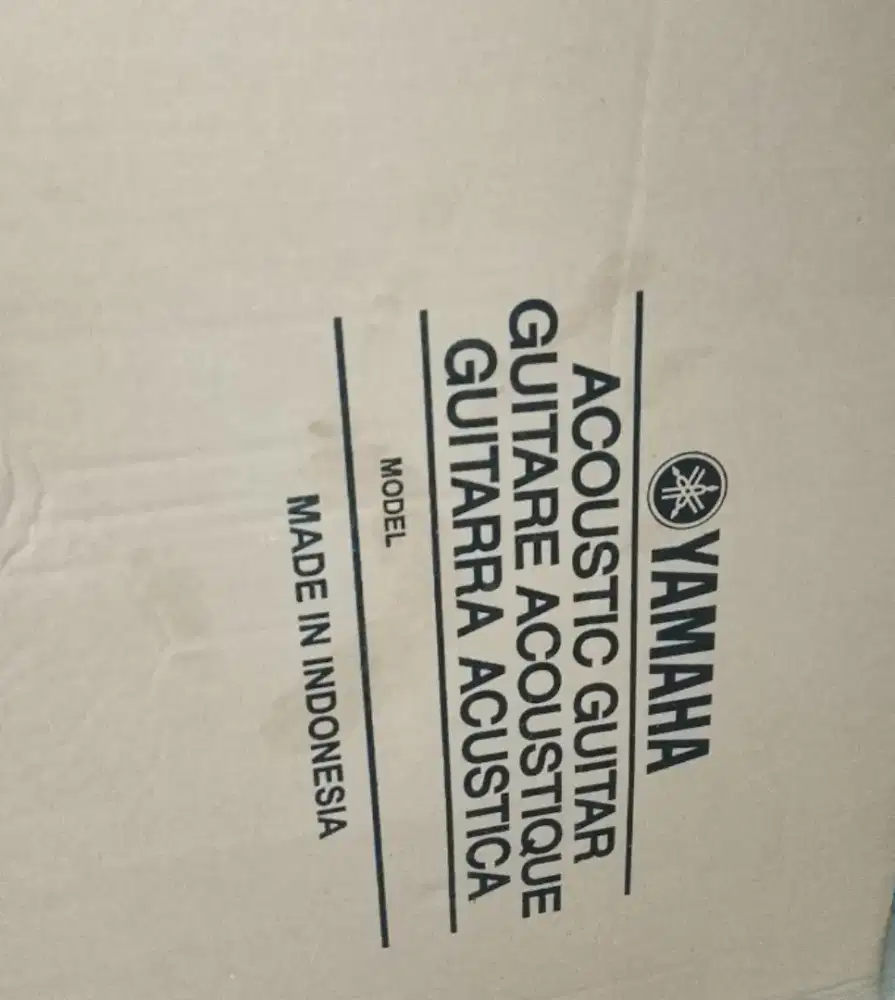 YAMAHA
ACOUSTIC GUITAR
GUITARE ACOUSTIQUE
GUITARRA ACUSTICA
MODEL
MADE IN INDONESIA